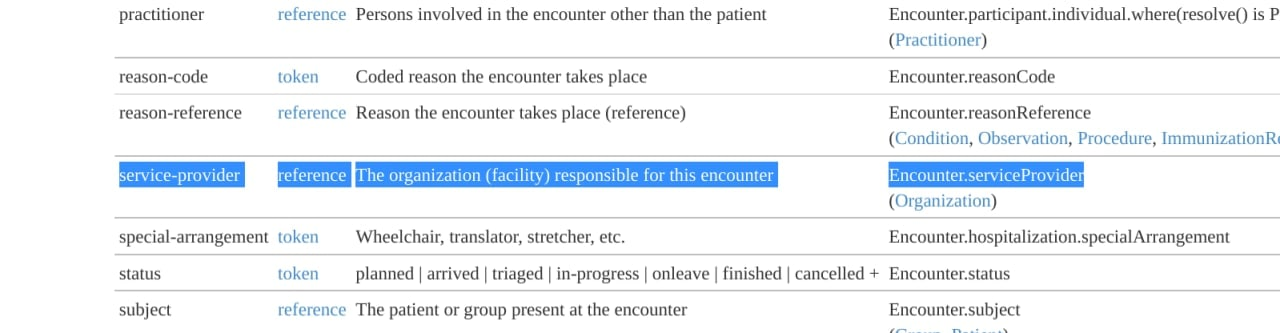 practitioner reference Persons involved in the encounter other than the patient Encounter.participant.individual.where(resolve() is P
(Practitioner)
reason-code token Coded reason the encounter takes place Encounter.reasonCode
reason-reference reference Reason the encounter takes place (reference) Encounter.reasonReference
(Condition, Observation, Procedure, ImmunizationRe
service-provider reference The organization (facility) responsible for this encounter Encounter.serviceProvider
(Organization)
special-arrangement token Wheelchair, translator, stretcher, etc. Encounter.hospitalization.specialArrangement
status token planned | arrived | triaged | in-progress | onleave | finished | cancelled + Encounter.status
subject reference The patient or group present at the encounter Encounter.subject
(Group, Patient)